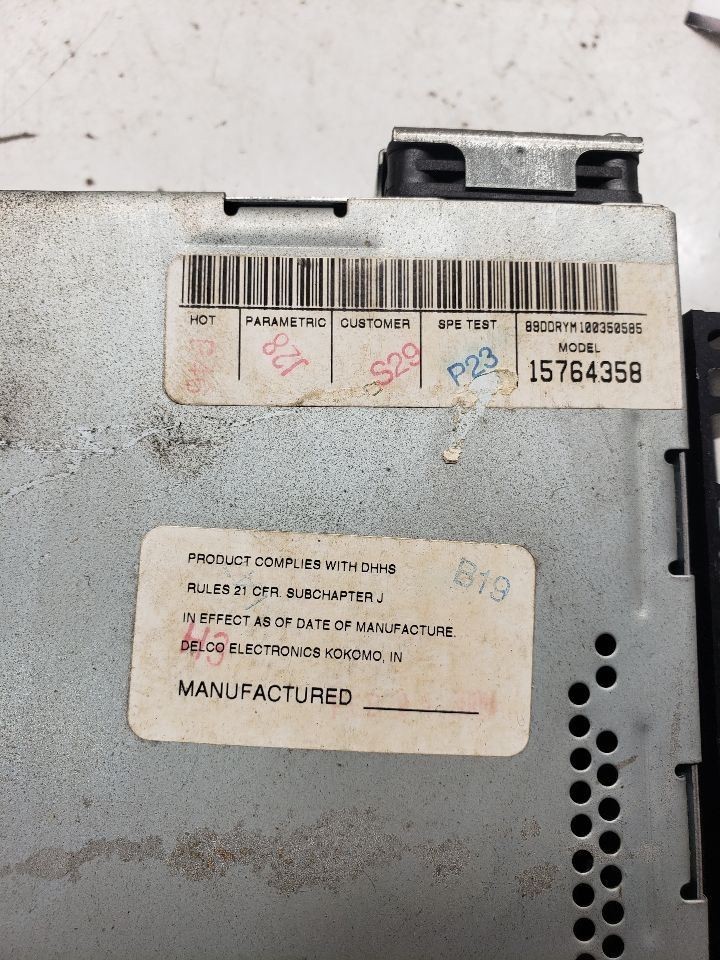 HOT PARAMETRIC CUSTOMER SPE TEST 89DDRYM100350585
MODEL
J28 S29 P23 15764358
PRODUCT COMPLIES WITH DHHS
B19
RULES 21 CFR. SUBCHAPTER J
IN EFFECT AS OF DATE OF MANUFACTURE.
H3
DELCO ELECTRONICS KOKOMO, IN
MANUFACTURED